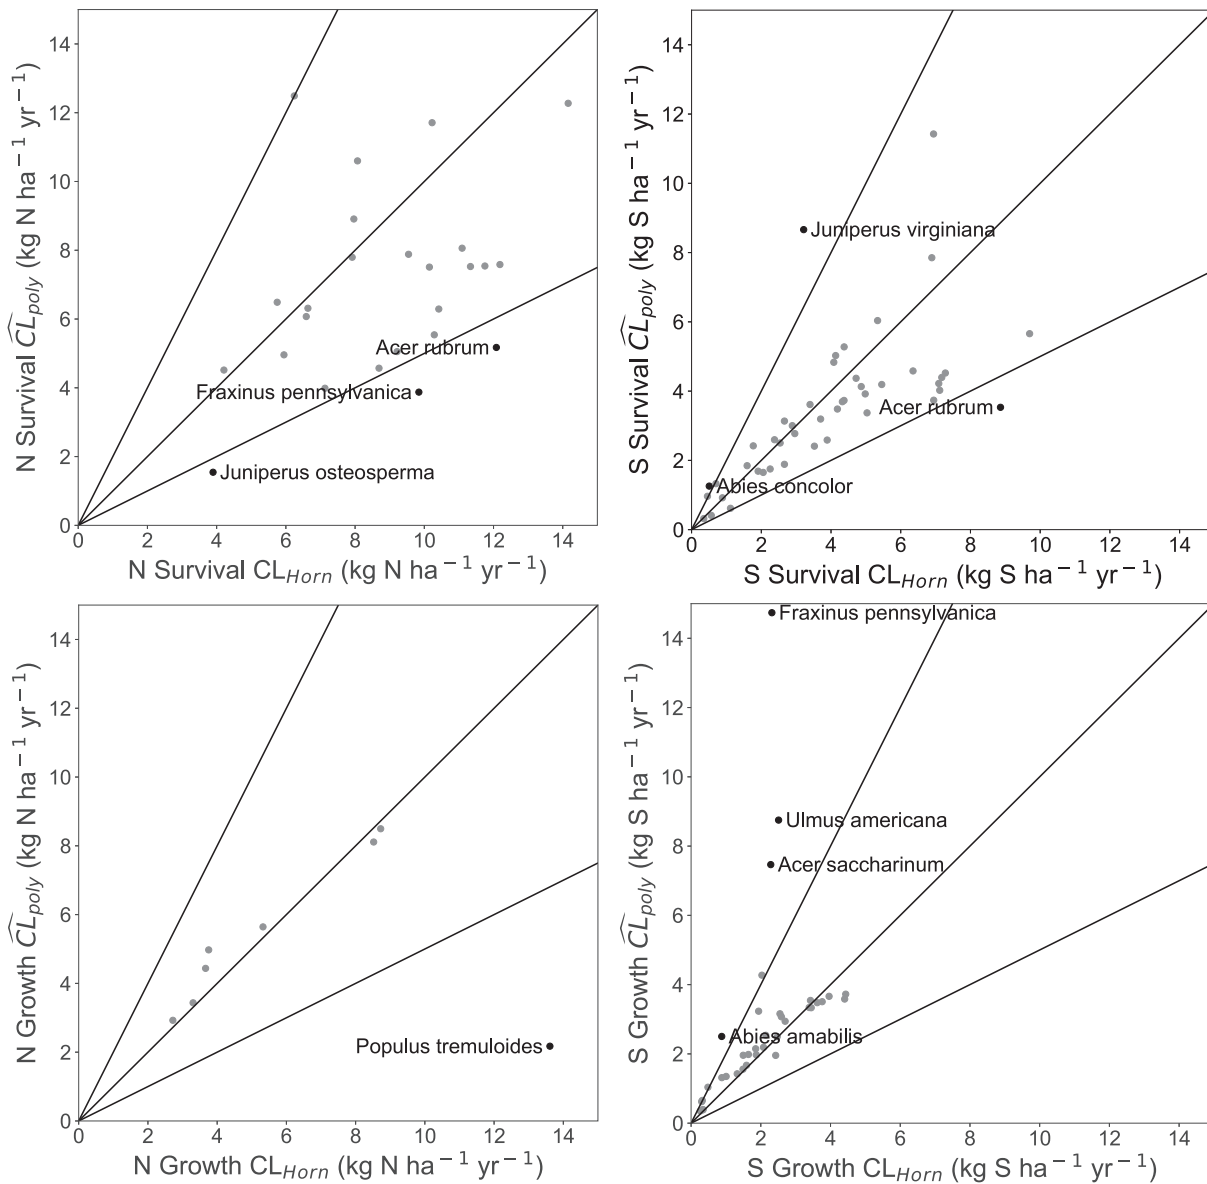 14
12
10
8
6
4
2
0
N Survival CL̂poly (kg N ha⁻¹ yr⁻¹)
Acer rubrum
Fraxinus pennsylvanica
Juniperus osteosperma
0 2 4 6 8 10 12 14
N Survival CLHorn (kg N ha⁻¹ yr⁻¹)
14
12
10
8
6
4
2
0
S Survival CL̂poly (kg S ha⁻¹ yr⁻¹)
Juniperus virginiana
Acer rubrum
Abies concolor
0 2 4 6 8 10 12 14
S Survival CLHorn (kg S ha⁻¹ yr⁻¹)
14
12
10
8
6
4
2
0
N Growth CL̂poly (kg N ha⁻¹ yr⁻¹)
Populus tremuloides
0 2 4 6 8 10 12 14
N Growth CLHorn (kg N ha⁻¹ yr⁻¹)
14
12
10
8
6
4
2
0
S Growth CL̂poly (kg S ha⁻¹ yr⁻¹)
Fraxinus pennsylvanica
Ulmus americana
Acer saccharinum
Abies amabilis
0 2 4 6 8 10 12 14
S Growth CLHorn (kg S ha⁻¹ yr⁻¹)